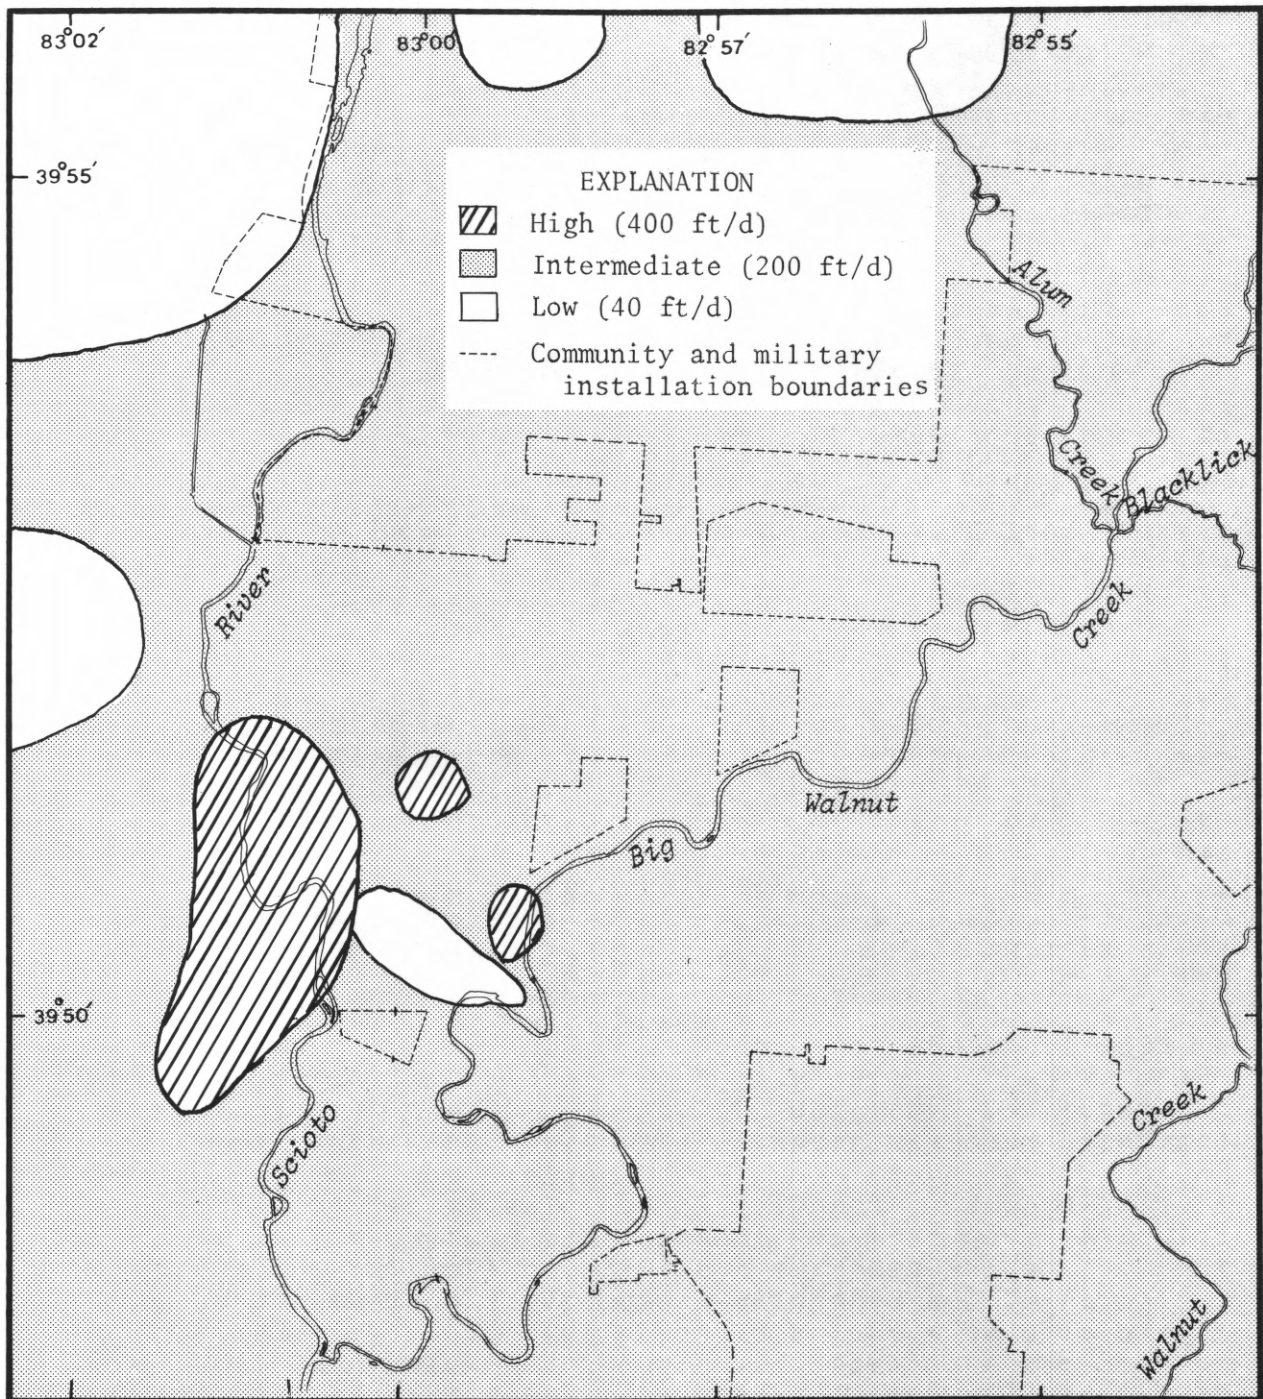 83°02′
83°00′
82°57′
82°55′
39°55′
EXPLANATION
High (400 ft/d)
Intermediate (200 ft/d)
Low (40 ft/d)
Community and military
installation boundaries
Alum
Creek
Blacklick
Creek
River
Walnut
Big
39°50′
Scioto
Creek
Walnut